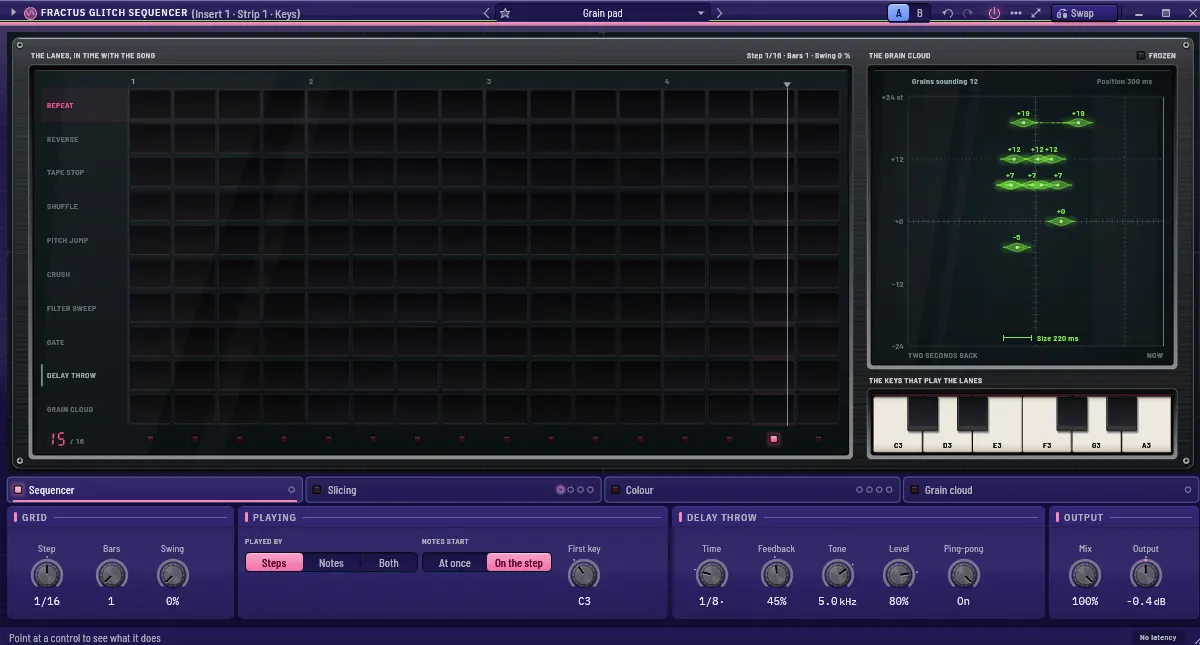 FRACTUS GLITCH SEQUENCER (Insert 1 · Strip 1 · Keys)
Grain pad
A B
Swap
THE LANES, IN TIME WITH THE SONG
Step 1/16 · Bars 1 · Swing 0 %
1 2 3 4
REPEAT
REVERSE
TAPE STOP
SHUFFLE
PITCH JUMP
CRUSH
FILTER SWEEP
GATE
DELAY THROW
GRAIN CLOUD
15 / 16
THE GRAIN CLOUD
FROZEN
Grains sounding 12
Position 300 ms
+24 st
+19 +19
+12
+12 +12 +12
+7 +7 +7
+0
+0
-5
-12
-24
Size 220 ms
TWO SECONDS BACK
NOW
THE KEYS THAT PLAY THE LANES
C3 D3 E3 F3 G3 A3
Sequencer
Slicing
Colour
Grain cloud
GRID
Step Bars Swing
1/16 1 0%
PLAYING
PLAYED BY
Steps Notes Both
NOTES START
At once On the step
First key
C3
DELAY THROW
Time Feedback Tone Level Ping-pong
1/8· 45% 5.0kHz 80% On
OUTPUT
Mix Output
100% -0.4dB
Point at a control to see what it does
No latency